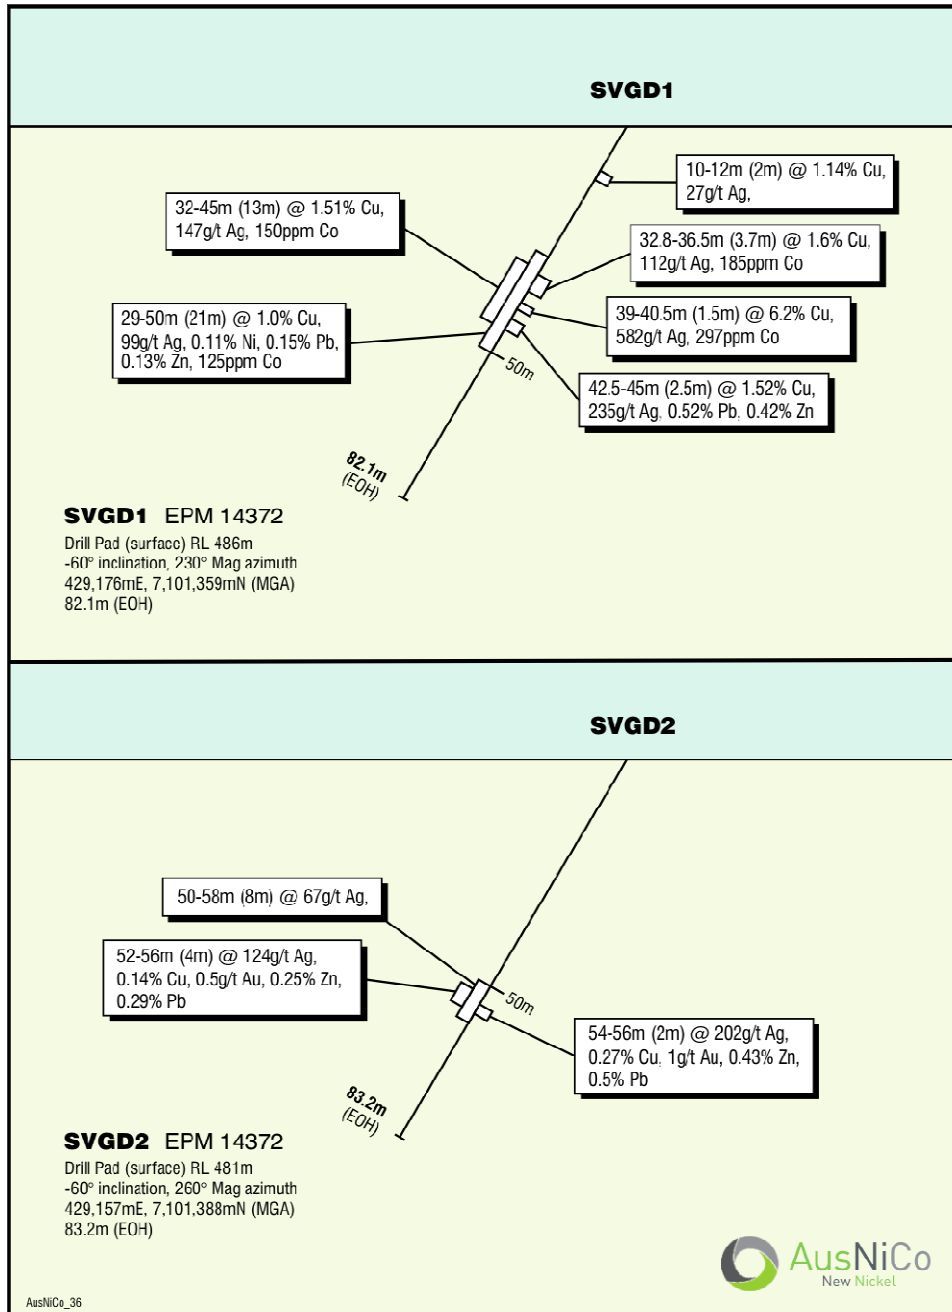 SVGD1
10-12m (2m) @ 1.14% Cu,
27g/t Ag,
32-45m (13m) @ 1.51% Cu,
147g/t Ag, 150ppm Co
32.8-36.5m (3.7m) @ 1.6% Cu,
112g/t Ag, 185ppm Co
29-50m (21m) @ 1.0% Cu,
99g/t Ag, 0.11% Ni, 0.15% Pb,
0.13% Zn, 125ppm Co
39-40.5m (1.5m) @ 6.2% Cu,
582g/t Ag, 297ppm Co
50m
42.5-45m (2.5m) @ 1.52% Cu,
235g/t Ag, 0.52% Pb, 0.42% Zn
82.1m
(EOH)
SVGD1 EPM 14372
Drill Pad (surface) RL 486m
-60° inclination, 230° Mag azimuth
429,176mE, 7,101,359mN (MGA)
82.1m (EOH)
SVGD2
50-58m (8m) @ 67g/t Ag,
52-56m (4m) @ 124g/t Ag,
0.14% Cu, 0.5g/t Au, 0.25% Zn,
0.29% Pb
50m
54-56m (2m) @ 202g/t Ag,
0.27% Cu, 1g/t Au, 0.43% Zn,
0.5% Pb
83.2m
(EOH)
SVGD2 EPM 14372
Drill Pad (surface) RL 481m
-60° inclination, 260° Mag azimuth
429,157mE, 7,101,388mN (MGA)
83.2m (EOH)
AusNiCo
New Nickel
AusNiCo_36